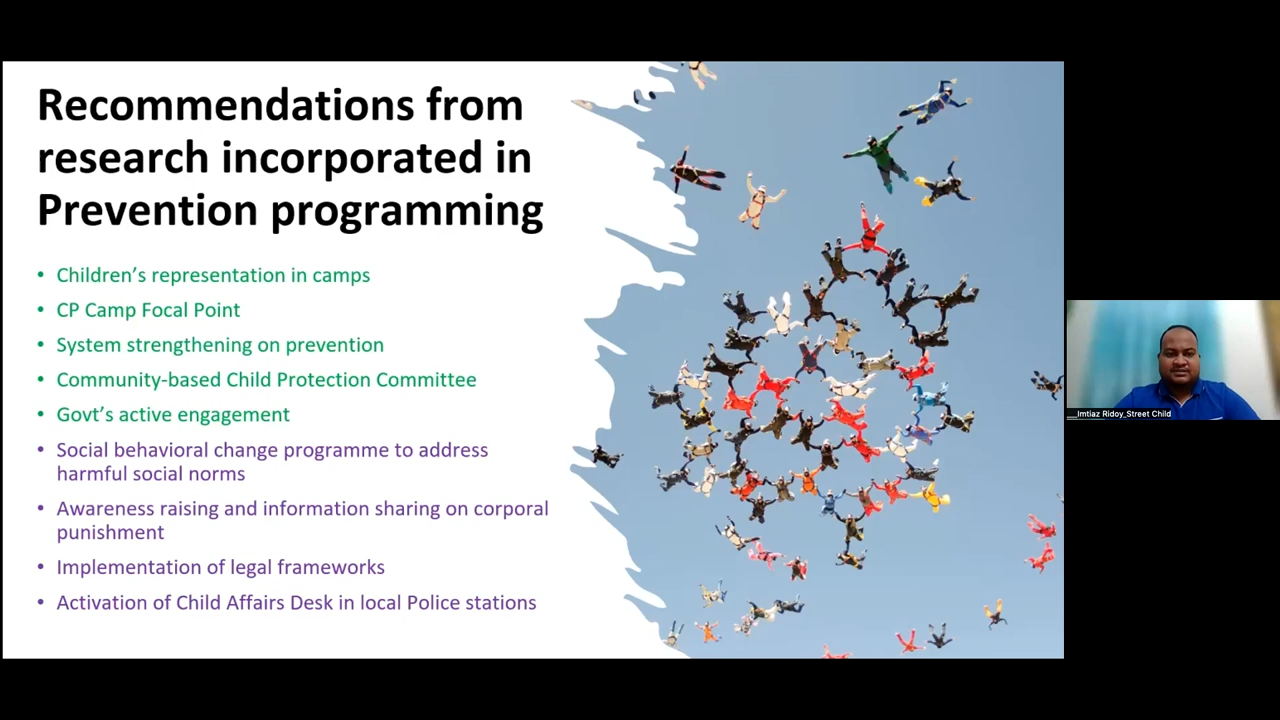 Recommendations from
research incorporated in
Prevention programming
• Children's representation in camps
• CP Camp Focal Point
• System strengthening on prevention
• Community-based Child Protection Committee
• Govt's active engagement
• Social behavioral change programme to address
harmful social norms
• Awareness raising and information sharing on corporal
punishment
• Implementation of legal frameworks
• Activation of Child Affairs Desk in local Police stations
__Imtiaz Ridoy_Street Child